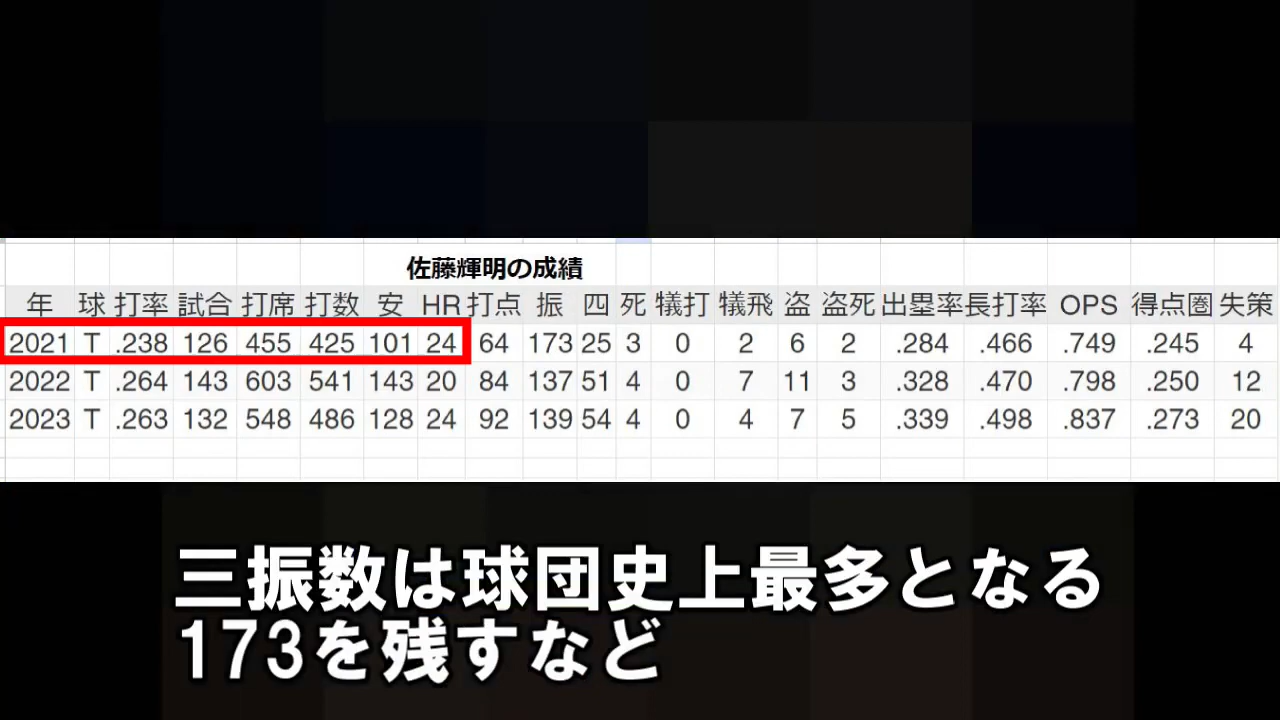 佐藤輝明の成績
年 球 打率 試合 打席 打数 安 HR 打点 振 四 死 犠打 犠飛 盗 盗死 出塁率 長打率 OPS 得点圏 失策
2021 T .238 126 455 425 101 24 64 173 25 3 0 2 6 2 .284 .466 .749 .245 4
2022 T .264 143 603 541 143 20 84 137 51 4 0 7 11 3 .328 .470 .798 .250 12
2023 T .263 132 548 486 128 24 92 139 54 4 0 4 7 5 .339 .498 .837 .273 20
三振数は球団史上最多となる
173を残すなど